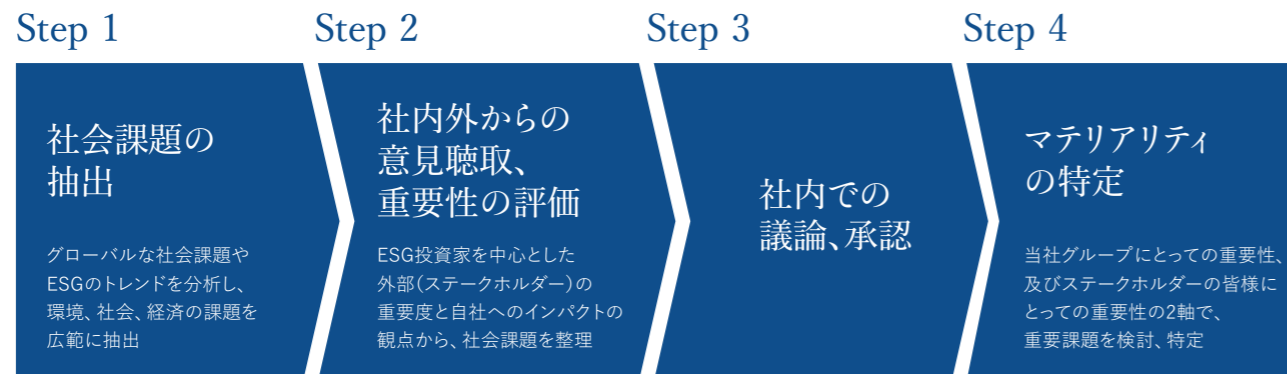 Step 1
社会課題の
抽出
グローバルな社会課題や
ESGのトレンドを分析し、
環境、社会、経済の課題を
広範に抽出
Step 2
社内外からの
意見聴取、
重要性の評価
ESG投資家を中心とした
外部（ステークホルダー）の
重要度と自社へのインパクトの
観点から、社会課題を整理
Step 3
社内での
議論、承認
Step 4
マテリアリティ
の特定
当社グループにとっての重要性、
及びステークホルダーの皆様に
とっての重要性の2軸で、
重要課題を検討、特定